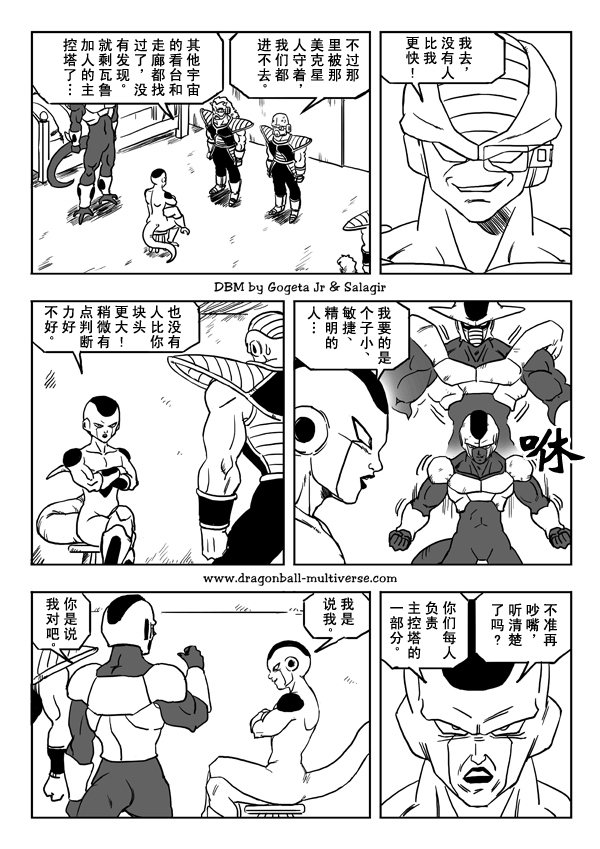 我去，
没有人
比我
更快！
不过那
里被那
美克星
人守着，
我们都
进不去。
其他宇宙
的看台和
走廊都找
过了，没
有发现。
就剩瓦鲁
加人的主
控塔了…
DBM by Gogeta Jr & Salagir
我要的是
个子小、
敏捷、
精明的
人…
咻
也没有
人比你
块头
更大！
稍微有
点判断
力好
不好。
www.dragonball-multiverse.com
不准再
吵嘴，
听清楚
了吗？
你们每人
负责
主控塔的
一部分。
我是
说我。
你是说
我对吧。